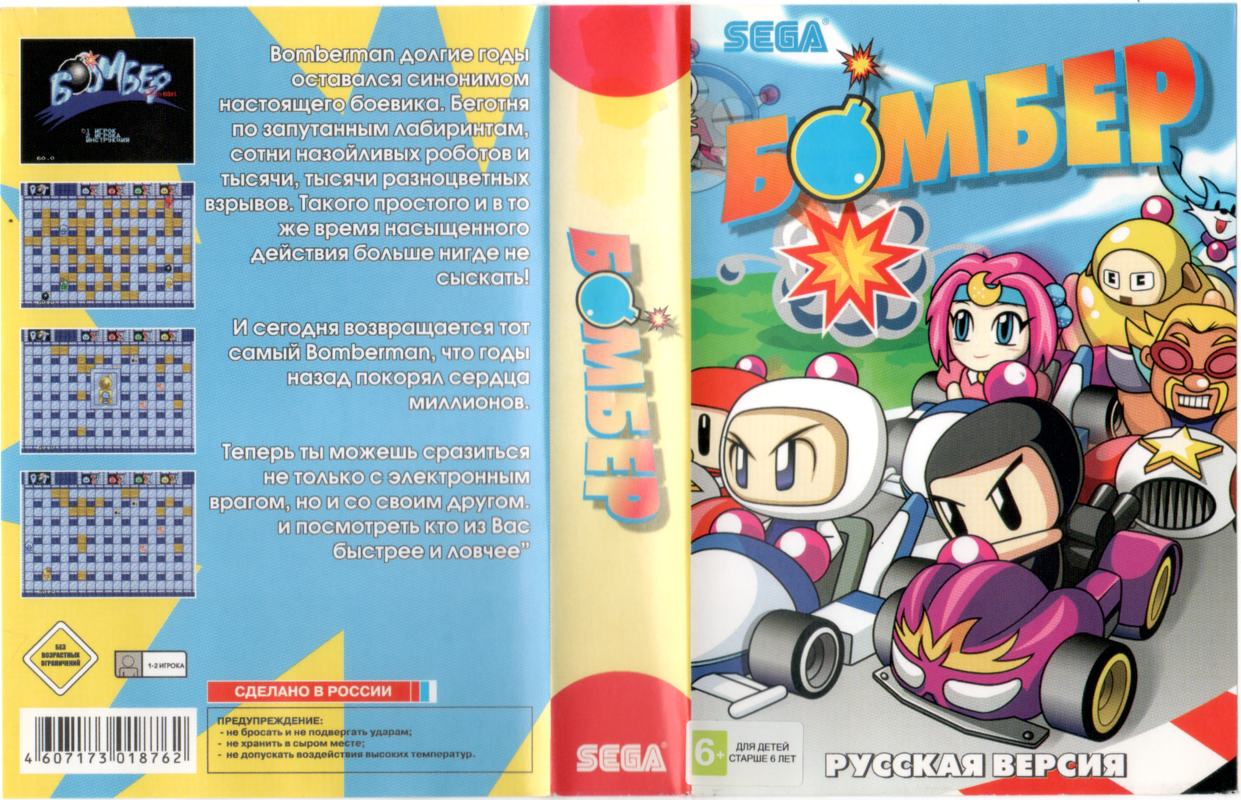 БОМБЕР
1 ИГРОК
2 ИГРОКА
ИНСТРУКЦИЯ
Bomberman долгие годы
оставался синонимом
настоящего боевика. Беготня
по запутанным лабиринтам,
сотни назойливых роботов и
тысячи, тысячи разноцветных
взрывов. Такого простого и в то
же время насыщенного
действия больше нигде не
сыскать!
И сегодня возвращается тот
самый Bomberman, что годы
назад покорял сердца
миллионов.
Теперь ты можешь сразиться
не только с электронным
врагом, но и со своим другом.
и посмотреть кто из Вас
быстрее и ловчее”
БЕЗ
ВОЗРАСТНЫХ
ОГРАНИЧЕНИЙ
1-2 ИГРОКА
СДЕЛАНО В РОССИИ
ПРЕДУПРЕЖДЕНИЕ:
- не бросать и не подвергать ударам;
- не хранить в сыром месте;
- не допускать воздействия высоких температур.
4 607173 018762
БОМБЕР
SEGA
SEGA®
БОМБЕР
6+
ДЛЯ ДЕТЕЙ
СТАРШЕ 6 ЛЕТ
РУССКАЯ ВЕРСИЯ